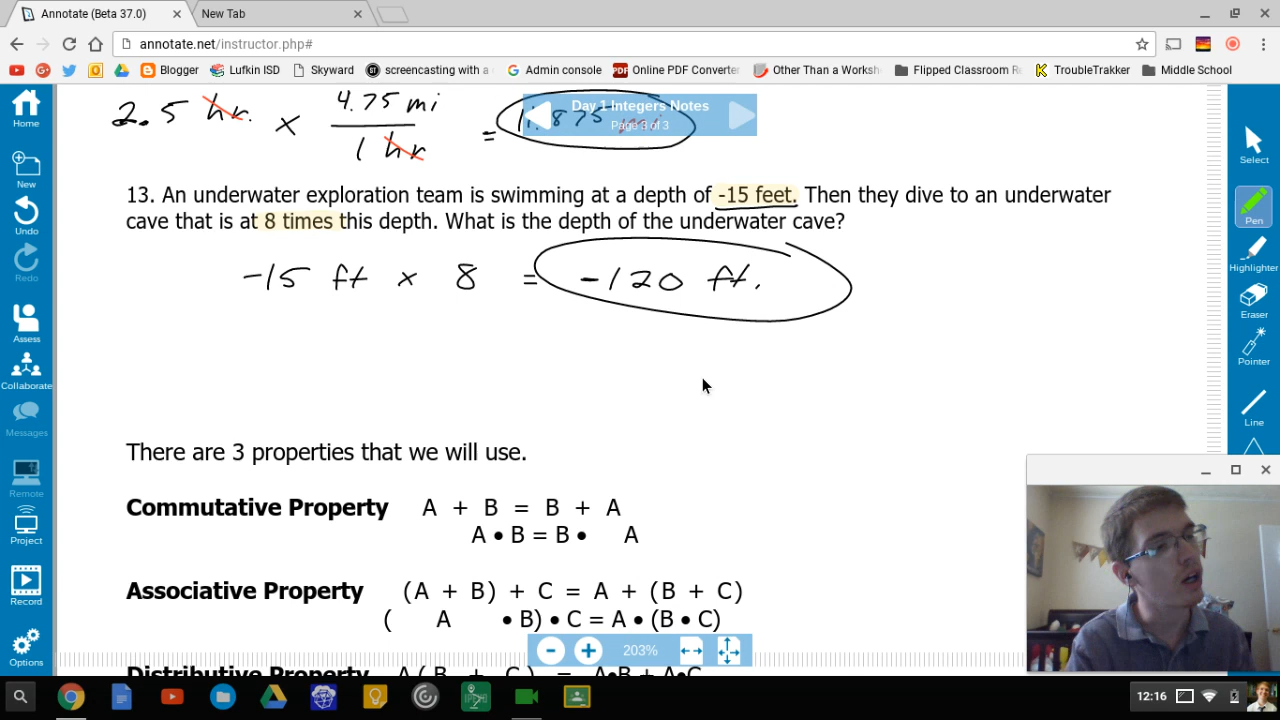 Annotate (Beta 37.0)
New Tab
annotate.net/instructor.php#
Blogger
Lufkin ISD
Skyward
screencasting with a
Admin console
Online PDF Converter
Other Than a Worksh
Flipped Classroom R
TroubleTrakker
Middle School
Home
New
Undo
Redo
Assess
Collaborate
Messages
Remote
Project
Record
Options
Select
Pen
Highlighter
Eraser
Pointer
Line
Day 1 Integers Notes
Page 3 of 3
2.5 hr. x 4.75 mi
1 hr
= 11.875 mi
13. An underwater exploration team is swimming at a depth of -15 feet. Then they dive to an underwater
cave that is at 8 times this depth. What is the depth of the underwater cave?
-15 ft x 8 = -120 ft.
There are 3 properties that we will use.
Commutative Property A + B = B + A
A • B = B • A
Associative Property (A + B) + C = A + (B + C)
( A • B) • C = A • (B • C)
Distributive Property A ( B + C ) = A•B + A•C
203%
12:16